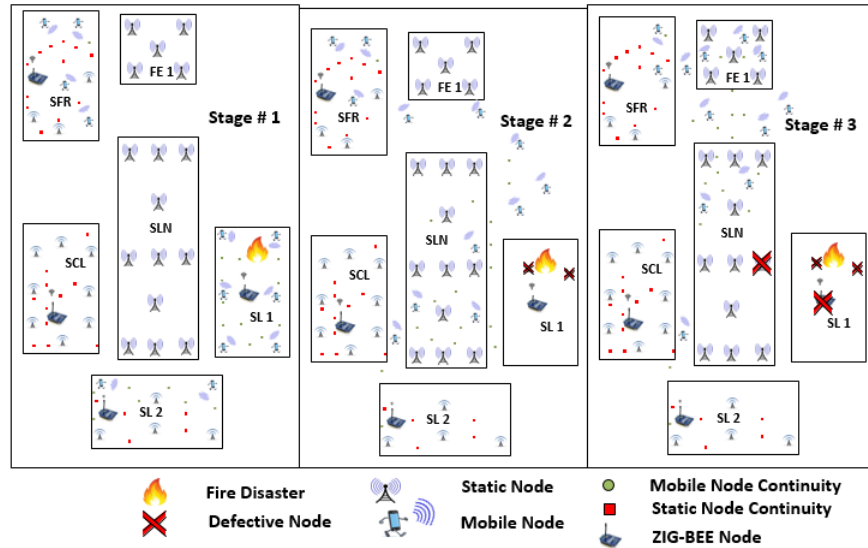 FE 1
SFR
Stage # 1
SLN
SCL
SL 1
SL 2
FE 1
SFR
Stage # 2
SLN
SCL
SL 1
SL 2
FE 1
SFR
Stage # 3
SLN
SCL
SL 1
SL 2
Fire Disaster
Defective Node
Static Node
Mobile Node
Mobile Node Continuity
Static Node Continuity
ZIG-BEE Node